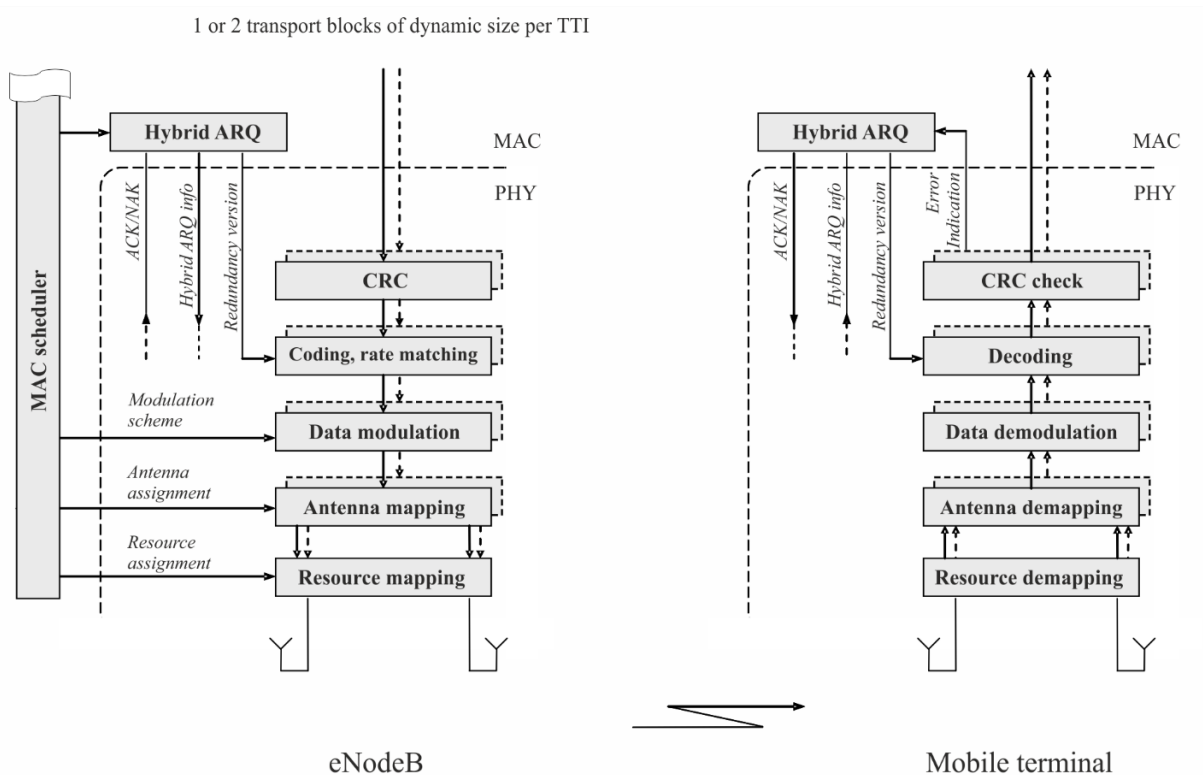 1 or 2 transport blocks of dynamic size per TTI
MAC scheduler
Hybrid ARQ
MAC
PHY
ACK/NAK
Hybrid ARQ info
Redundancy version
CRC
Coding, rate matching
Modulation
scheme
Data modulation
Antenna
assignment
Antenna mapping
Resource
assignment
Resource mapping
eNodeB
Hybrid ARQ
MAC
PHY
ACK/NAK
Hybrid ARQ info
Redundancy version
Error
Indication
CRC check
Decoding
Data demodulation
Antenna demapping
Resource demapping
Mobile terminal